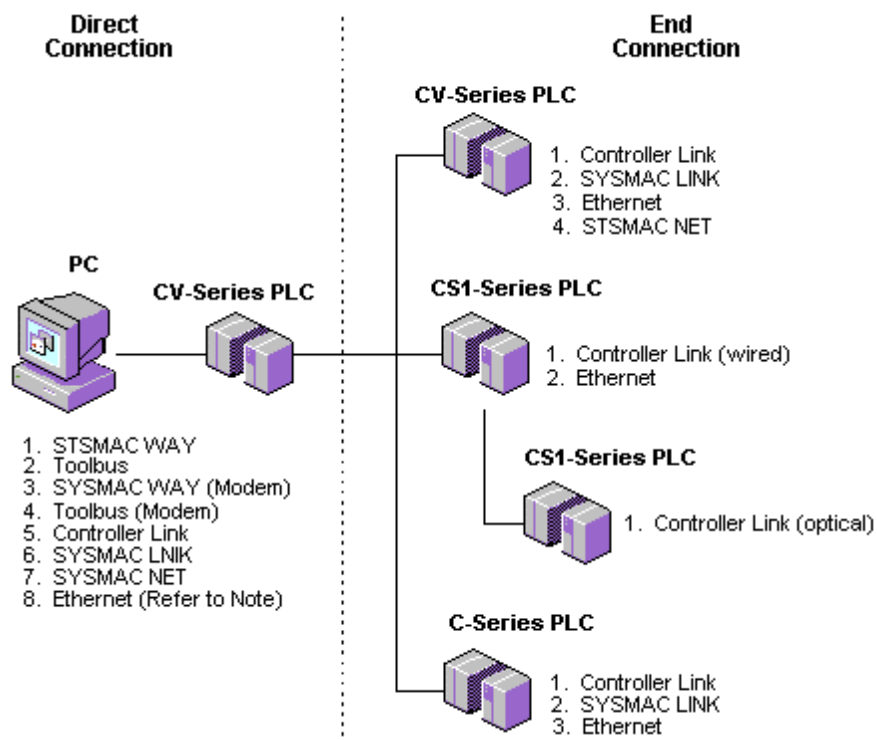 Direct
Connection
End
Connection
CV-Series PLC
1. Controller Link
2. SYSMAC LINK
3. Ethernet
4. STSMAC NET
PC
CV-Series PLC
CS1-Series PLC
1. Controller Link (wired)
2. Ethernet
1. STSMAC WAY
2. Toolbus
3. SYSMAC WAY (Modem)
4. Toolbus (Modem)
5. Controller Link
6. SYSMAC LNIK
7. SYSMAC NET
8. Ethernet (Refer to Note)
CS1-Series PLC
1. Controller Link (optical)
C-Series PLC
1. Controller Link
2. SYSMAC LINK
3. Ethernet